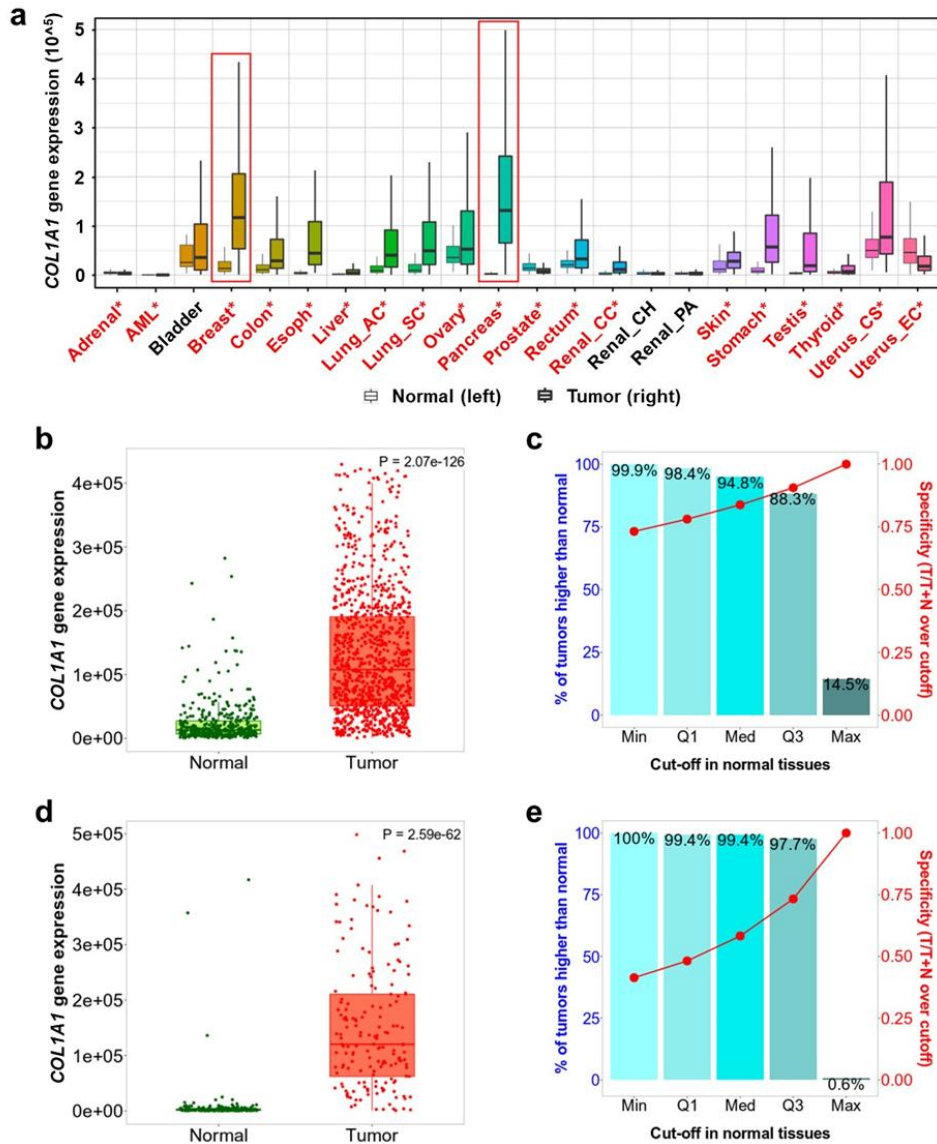 a
COL1A1 gene expression (10^5)
5
4
3
2
1
0
Adrenal*
AML*
Bladder
Breast*
Colon*
Esoph*
Liver*
Lung_AC*
Lung_SC*
Ovary*
Pancreas*
Prostate*
Rectum*
Renal_CC*
Renal_CH
Renal_PA
Skin*
Stomach*
Testis*
Thyroid*
Uterus_CS*
Uterus_EC*
Normal (left) Tumor (right)
b
COL1A1 gene expression
4e+05
3e+05
2e+05
1e+05
0e+00
P = 2.07e-126
Normal Tumor
c
% of tumors higher than normal
100
75
50
25
0
99.9% 98.4% 94.8% 88.3% 14.5%
1.00
0.75
0.50
0.25
0.00
Specificity (T/T+N over cutoff)
Min Q1 Med Q3 Max
Cut-off in normal tissues
d
COL1A1 gene expression
5e+05
4e+05
3e+05
2e+05
1e+05
0e+00
P = 2.59e-62
Normal Tumor
e
% of tumors higher than normal
100
75
50
25
0
100% 99.4% 99.4% 97.7% 0.6%
1.00
0.75
0.50
0.25
0.00
Specificity (T/T+N over cutoff)
Min Q1 Med Q3 Max
Cut-off in normal tissues